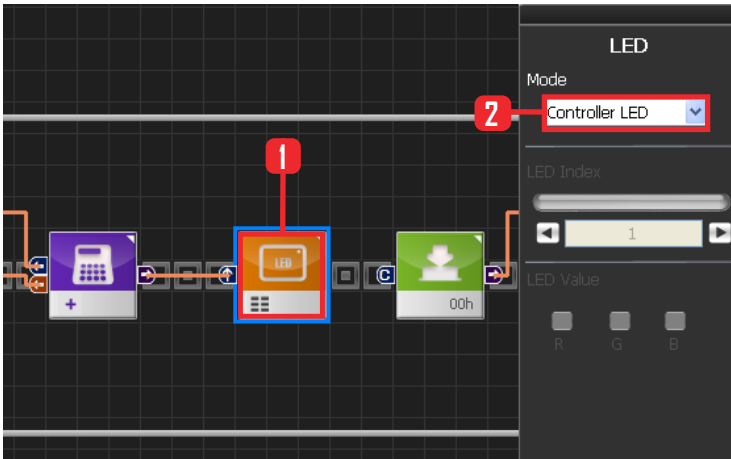 LED
Mode
2
Controller LED
1
LED Index
1
LED
C
+
00h
LED Value
R G B